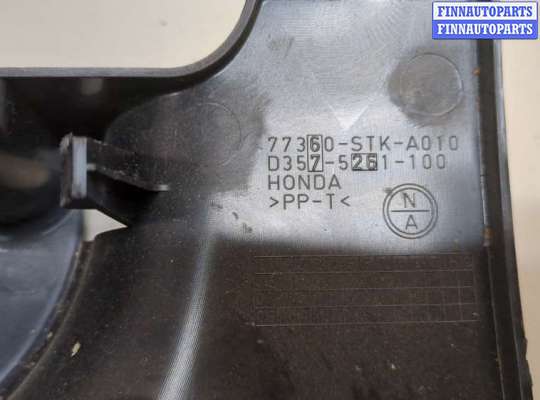 FINNAUTOPARTS
FINNAUTOPARTS
77360-STK-A010
D357-5261-100
HONDA
>PP-T<
N
A